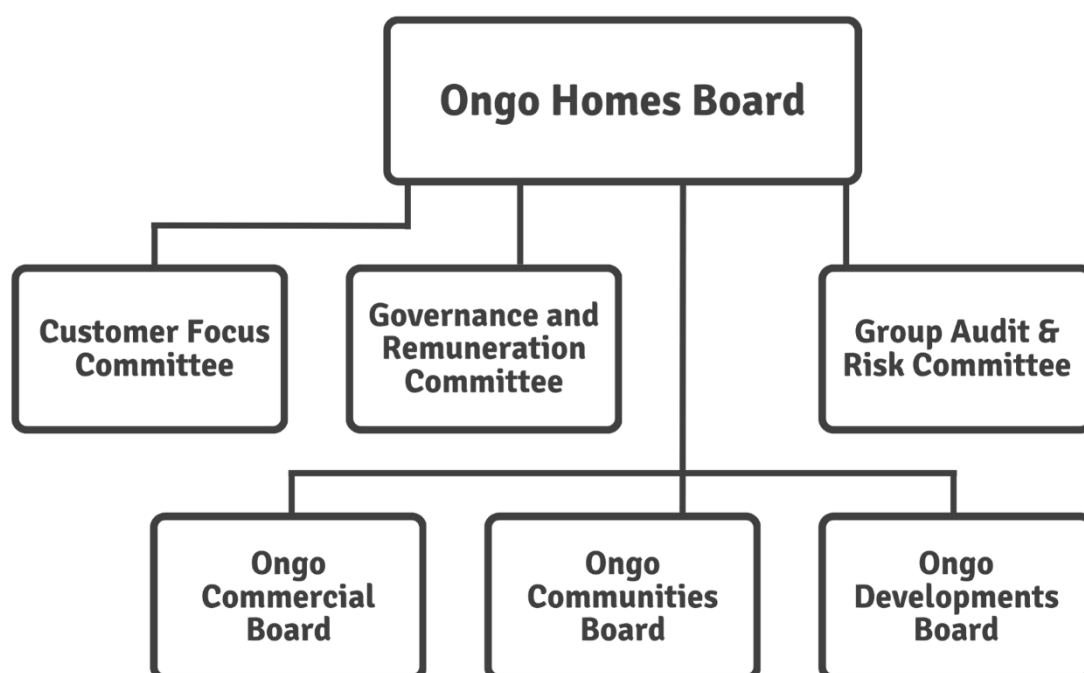 Ongo Homes Board
Customer Focus
Committee
Governance and
Remuneration
Committee
Group Audit &
Risk Committee
Ongo
Commercial
Board
Ongo
Communities
Board
Ongo
Developments
Board